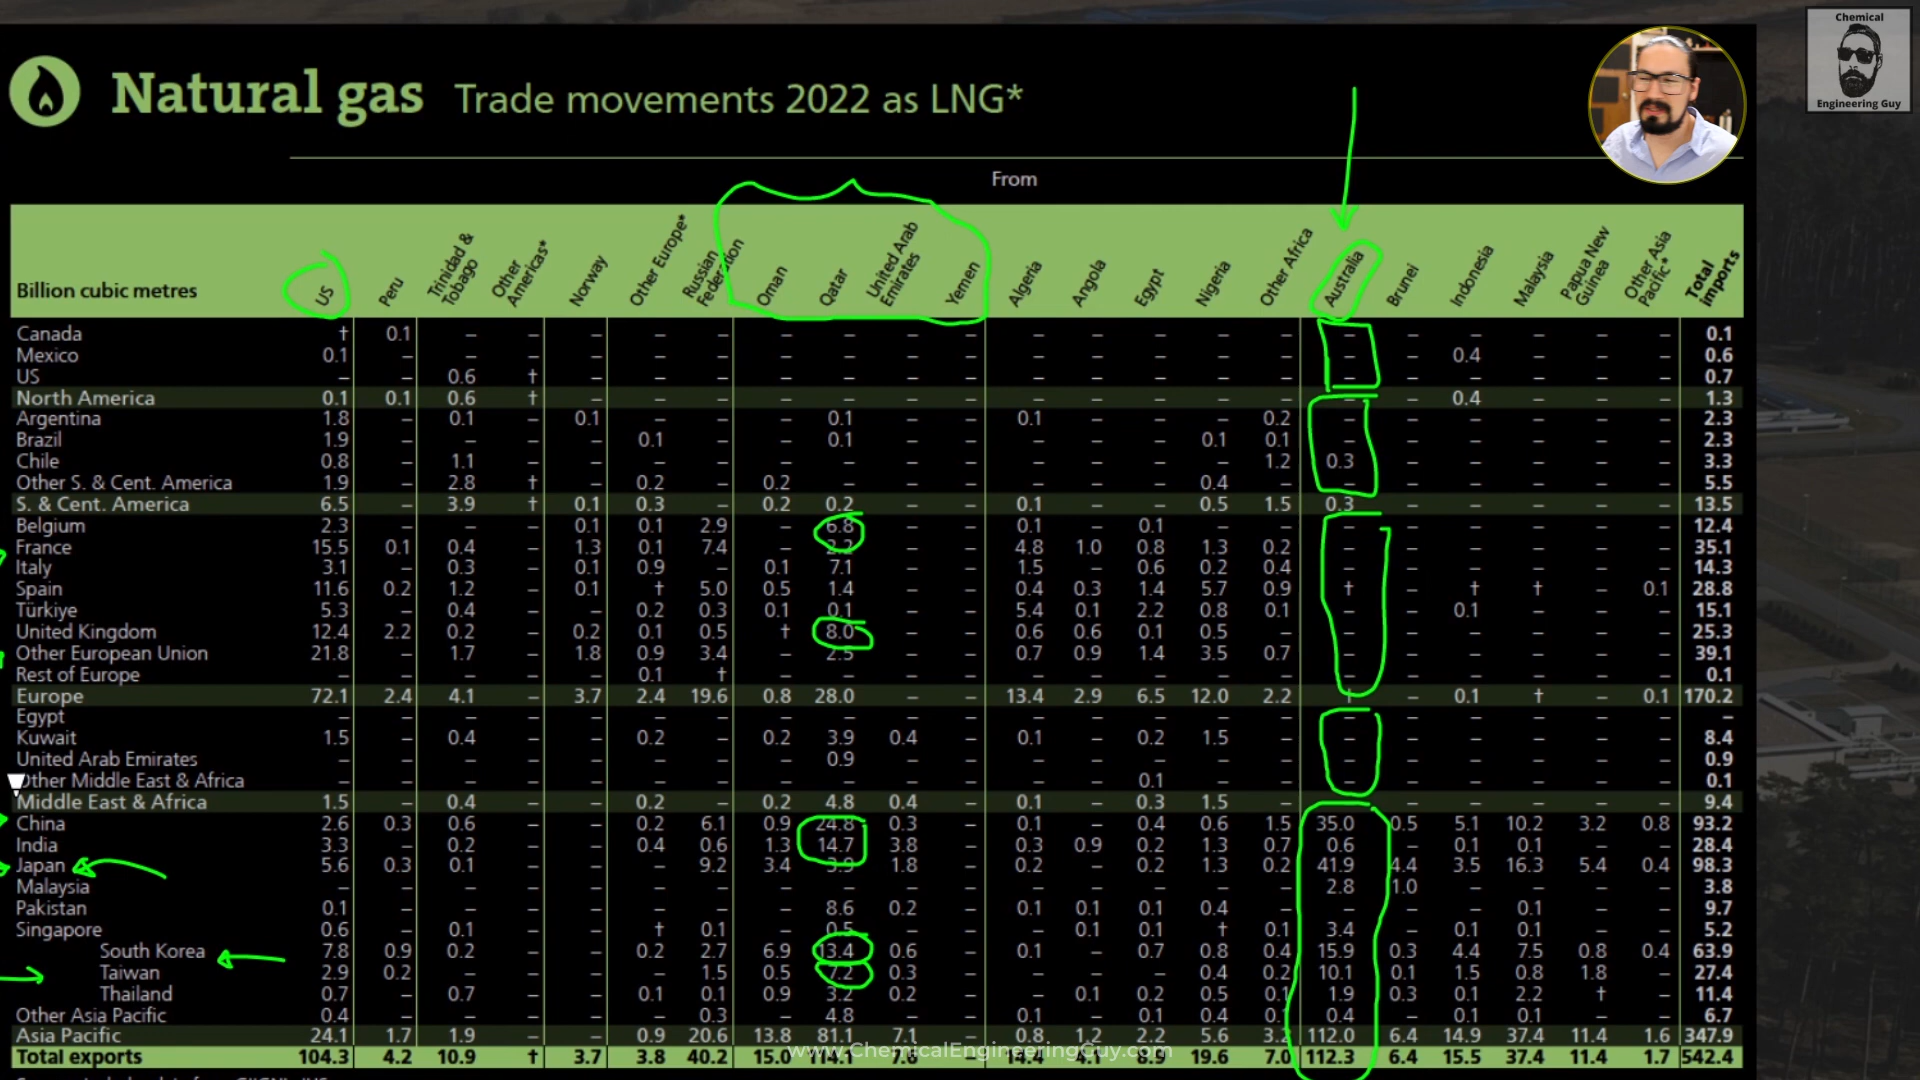 Chemical
Engineering Guy
Natural gas Trade movements 2022 as LNG*
From
Billion cubic metres US Peru Trinidad & Tobago Other Americas* Norway Other Europe* Russian Federation Oman Qatar United Arab Emirates Yemen Algeria Angola Egypt Nigeria Other Africa Australia Brunei Indonesia Malaysia Papua New Guinea Other Asia Pacific* Total imports
Canada † 0.1 – – – – – – – – – – – – – – – – – – – – 0.1
Mexico 0.1 – – – – – – – – – – – – – – – – – 0.4 – – – 0.6
US – – 0.6 † – – – – – – – – – – – – – – – – – – 0.7
North America 0.1 0.1 0.6 † – – – – – – – – – – – – – – 0.4 – – – 1.3
Argentina 1.8 – 0.1 – 0.1 – – – 0.1 – – 0.1 – – – 0.2 – – – – – – 2.3
Brazil 1.9 – – – – 0.1 – – 0.1 – – – – – 0.1 0.1 – – – – – – 2.3
Chile 0.8 – 1.1 – – – – – – – – – – – – 1.2 0.3 – – – – – 3.3
Other S. & Cent. America 1.9 – 2.8 † – 0.2 – 0.2 – – – – – – 0.4 – – – – – – – 5.5
S. & Cent. America 6.5 – 3.9 † 0.1 0.3 – 0.2 0.2 – – 0.1 – – 0.5 1.5 0.3 – – – – – 13.5
Belgium 2.3 – – – 0.1 0.1 2.9 – 6.8 – – 0.1 – 0.1 – – – – – – – – 12.4
France 15.5 0.1 0.4 – 1.3 0.1 7.4 – 2.2 – – 4.8 1.0 0.8 1.3 0.2 – – – – – – 35.1
Italy 3.1 – 0.3 – 0.1 0.9 – 0.1 7.1 – – 1.5 – 0.6 0.2 0.4 – – – – – – 14.3
Spain 11.6 0.2 1.2 – 0.1 † 5.0 0.5 1.4 – – 0.4 0.3 1.4 5.7 0.9 † – † † – 0.1 28.8
Türkiye 5.3 – 0.4 – – 0.2 0.3 0.1 0.1 – – 5.4 0.1 2.2 0.8 0.1 – – 0.1 – – – 15.1
United Kingdom 12.4 2.2 0.2 – 0.2 0.1 0.5 † 8.0 – – 0.6 0.6 0.1 0.5 – – – – – – – 25.3
Other European Union 21.8 – 1.7 – 1.8 0.9 3.4 – 2.5 – – 0.7 0.9 1.4 3.5 0.7 – – – – – – 39.1
Rest of Europe – – – – – 0.1 † – – – – – – – – – – – – – – – 0.1
Europe 72.1 2.4 4.1 – 3.7 2.4 19.6 0.8 28.0 – – 13.4 2.9 6.5 12.0 2.2 † – 0.1 † – 0.1 170.2
Egypt – – – – – – – – – – – – – – – – – – – – – – –
Kuwait 1.5 – 0.4 – – 0.2 – 0.2 3.9 0.4 – 0.1 – 0.2 1.5 – – – – – – – 8.4
United Arab Emirates – – – – – – – – 0.9 – – – – – – – – – – – – – 0.9
Other Middle East & Africa – – – – – – – – – – – – – 0.1 – – – – – – – – 0.1
Middle East & Africa 1.5 – 0.4 – – 0.2 – 0.2 4.8 0.4 – 0.1 – 0.3 1.5 – – – – – – – 9.4
China 2.6 0.3 0.6 – – 0.2 6.1 0.9 24.8 0.3 – 0.1 – 0.4 0.6 1.5 35.0 0.5 5.1 10.2 3.2 0.8 93.2
India 3.3 – 0.2 – – 0.4 0.6 1.3 14.7 3.8 – 0.3 0.9 0.2 1.3 0.7 0.6 – 0.1 0.1 – – 28.4
Japan 5.6 0.3 0.1 – – – 9.2 3.4 3.9 1.8 – 0.2 – 0.2 1.3 0.2 41.9 4.4 3.5 16.3 5.4 0.4 98.3
Malaysia – – – – – – – – – – – – – – – – 2.8 1.0 – – – – 3.8
Pakistan 0.1 – – – – – – – 8.6 0.2 – 0.1 0.1 0.1 0.4 – – – – 0.1 – – 9.7
Singapore 0.6 – 0.1 – – † 0.1 – 0.5 – – – 0.1 0.1 † 0.1 3.4 – 0.1 0.1 – – 5.2
South Korea 7.8 0.9 0.2 – – 0.2 2.7 6.9 13.4 0.6 – 0.1 – 0.7 0.8 0.4 15.9 0.3 4.4 7.5 0.8 0.4 63.9
Taiwan 2.9 0.2 – – – – 1.5 0.5 7.2 0.3 – – – – 0.4 0.2 10.1 0.1 1.5 0.8 1.8 – 27.4
Thailand 0.7 – 0.7 – – 0.1 0.1 0.9 3.2 0.2 – – 0.1 0.2 0.5 0.1 1.9 0.3 0.1 2.2 † – 11.4
Other Asia Pacific 0.4 – – – – – 0.3 – 4.8 – – 0.1 – 0.1 0.4 0.1 0.4 – 0.1 0.1 – – 6.7
Asia Pacific 24.1 1.7 1.9 – – 0.9 20.6 13.8 81.1 7.1 – 0.8 1.2 2.2 5.6 3.2 112.0 6.4 14.9 37.4 11.4 1.6 347.9
Total exports 104.3 4.2 10.9 † 3.7 3.8 40.2 15.0 114.1 – 19.6 7.0 112.3 6.4 15.5 37.4 11.4 1.7 542.4
www.ChemicalEngineeringGuy.com